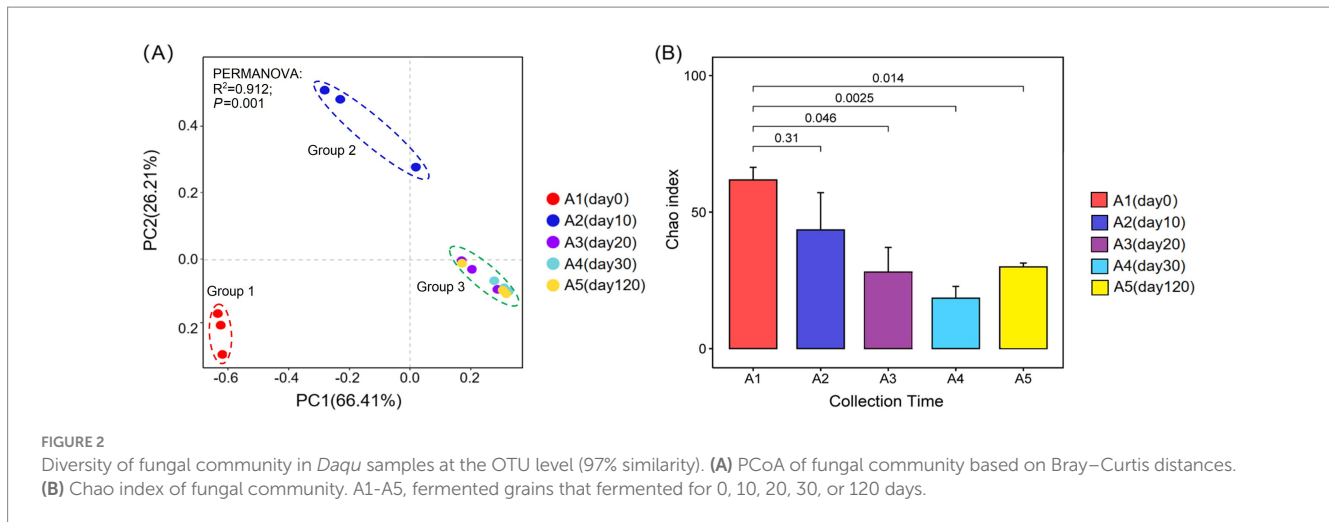 (A)
PERMANOVA:
R²=0.912;
P=0.001
Group 2
Group 3
Group 1
0.4
0.2
0.0
0.2
-0.6
-0.4
-0.2
0.0
0.2
PC2(26.21%)
PC1(66.41%)
A1(day0)
A2(day10)
A3(day20)
A4(day30)
A5(day120)
(B)
100
50
0
Chao index
0.014
0.0025
0.046
0.31
A1
A2
A3
A4
A5
Collection Time
A1(day0)
A2(day10)
A3(day20)
A4(day30)
A5(day120)
FIGURE 2
Diversity of fungal community in Daqu samples at the OTU level (97% similarity). (A) PCoA of fungal community based on Bray–Curtis distances.
(B) Chao index of fungal community. A1-A5, fermented grains that fermented for 0, 10, 20, 30, or 120 days.